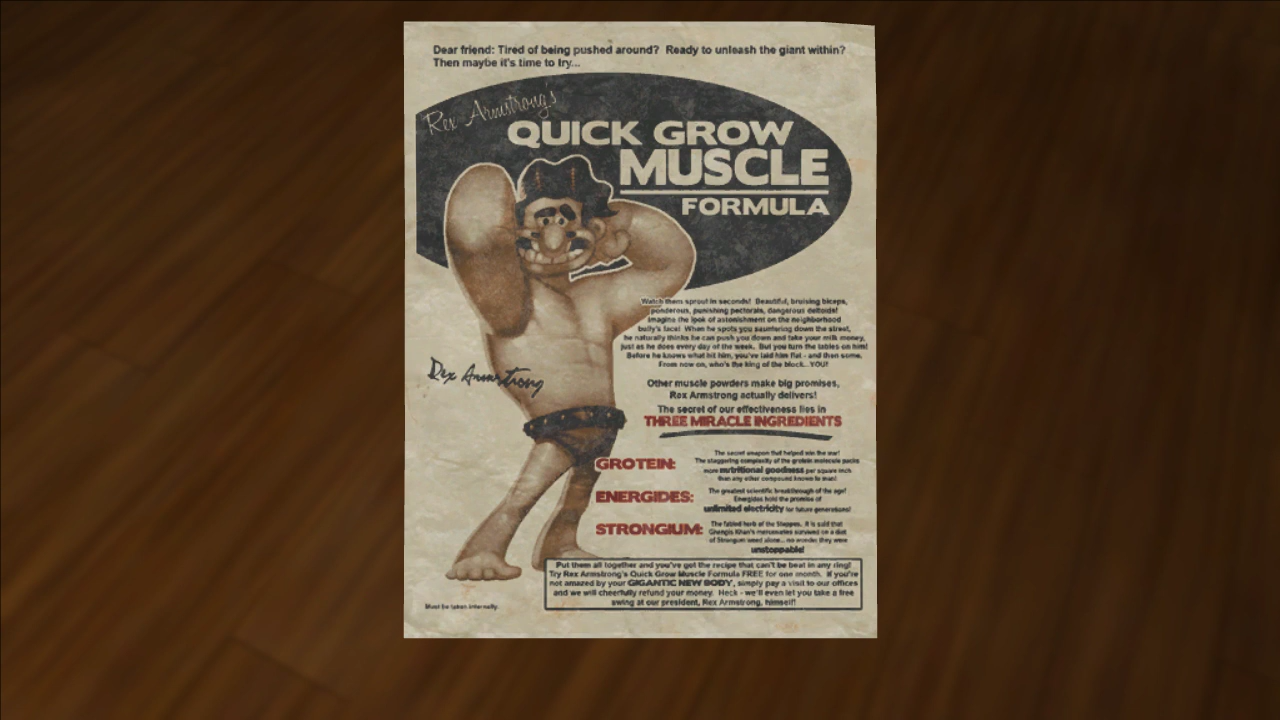 Dear friend: Tired of being pushed around? Ready to unleash the giant within?
Then maybe it's time to try...
Rex Armstrong's
QUICK GROW
MUSCLE
FORMULA
Watch them sprout in seconds! Beautiful, bruising biceps,
ponderous, punishing pectorals, dangerous deltoids!
Imagine the look of astonishment on the neighborhood
bully's face! When he spots you sauntering down the street,
he naturally thinks he can push you down and take your milk money,
just as he does every day of the week. But you turn the tables on him!
Before he knows what hit him, you've laid him flat - and then some.
From now on, who's the king of the block...YOU!
Rex Armstrong
Other muscle powders make big promises,
Rex Armstrong actually delivers!
The secret of our effectiveness lies in
THREE MIRACLE INGREDIENTS
GROTEIN:
The secret weapon that helped win the war!
The staggering complexity of the grotein molecule packs
more nutritional goodness per square inch
than any other compound known to man!
ENERGIDES:
The greatest scientific breakthrough of the age!
Energides hold the promise of
unlimited electricity for future generations!
STRONGIUM:
The fabled herb of the Steppes. It is said that
Ghengis Khan's mercenaries survived on a diet
of Strongium weed alone... no wonder they were
unstoppable!
Put them all together and you've got the recipe that can't be beat in any ring!
Try Rex Armstrong's Quick Grow Muscle Formula FREE for one month. If you're
not amazed by your GIGANTIC NEW BODY, simply pay a visit to our offices
and we will cheerfully refund your money. Heck - we'll even let you take a free
swing at our president, Rex Armstrong, himself!
Must be taken internally.